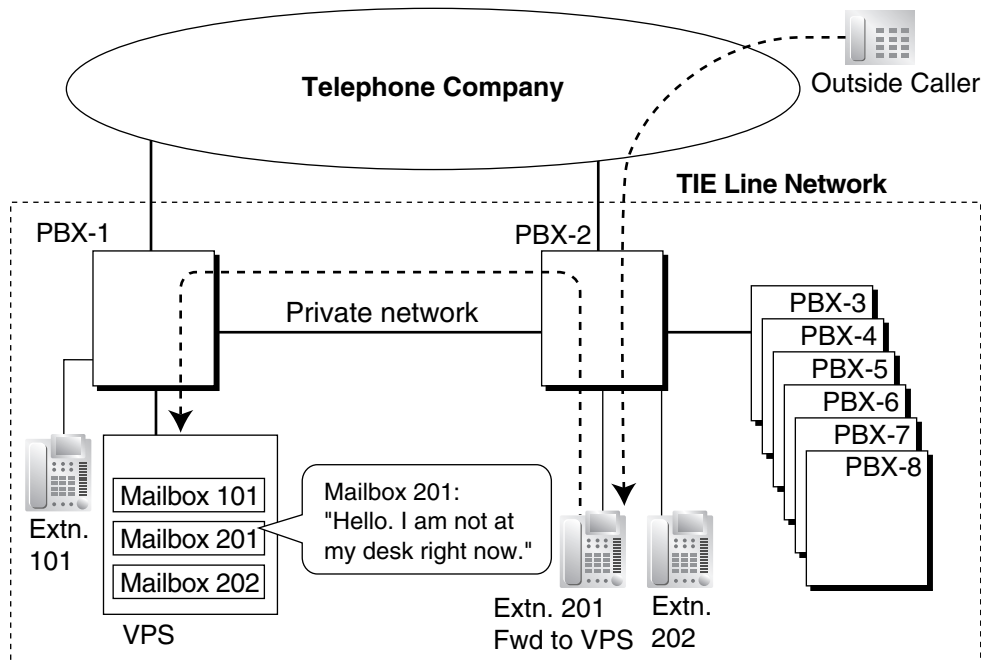 Telephone Company
Outside Caller
TIE Line Network
PBX-1
PBX-2
Private network
PBX-3
PBX-4
PBX-5
PBX-6
PBX-7
PBX-8
Extn.
101
Mailbox 101
Mailbox 201
Mailbox 202
VPS
Mailbox 201:
"Hello. I am not at
my desk right now."
Extn. 201
Fwd to VPS
Extn.
202